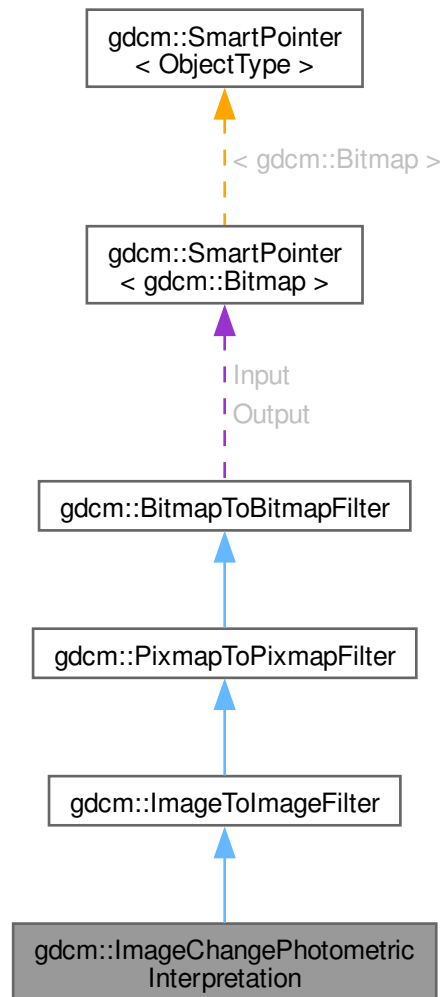 gdcm::SmartPointer
< ObjectType >
< gdcm::Bitmap >
gdcm::SmartPointer
< gdcm::Bitmap >
Input
Output
gdcm::BitmapToBitmapFilter
gdcm::PixmapToPixmapFilter
gdcm::ImageToImageFilter
gdcm::ImageChangePhotometric
Interpretation